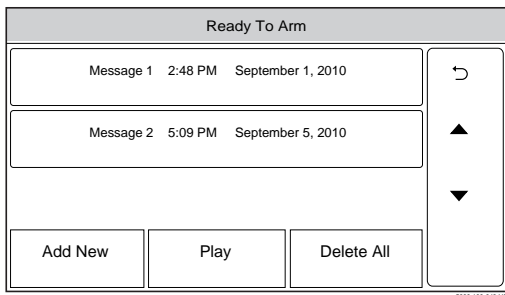 Ready To Arm
Message 1 2:48 PM September 1, 2010
Message 2 5:09 PM September 5, 2010
Add New
Play
Delete All